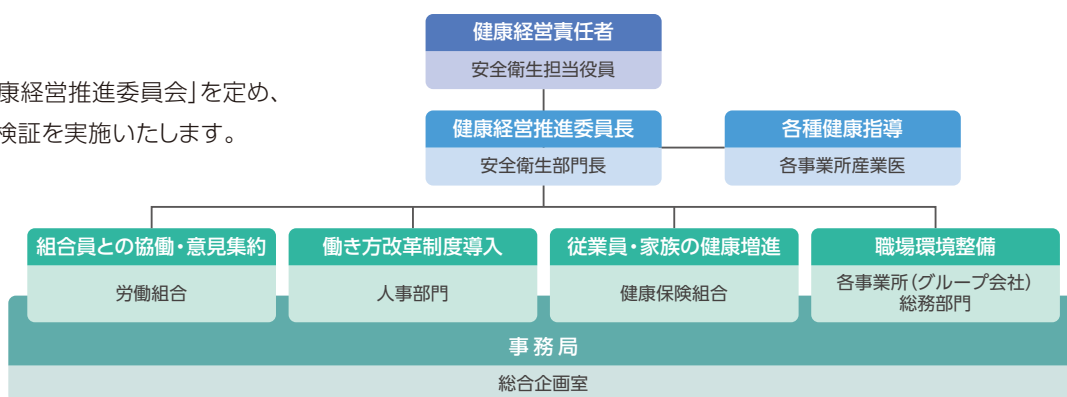 健康経営責任者
安全衛生担当役員
康経営推進委員会」を定め、
検証を実施いたします。
健康経営推進委員長
安全衛生部門長
各種健康指導
各事業所産業医
組合員との協働・意見集約
労働組合
働き方改革制度導入
人事部門
従業員・家族の健康増進
健康保険組合
職場環境整備
各事業所（グループ会社）
総務部門
事務局
総合企画室